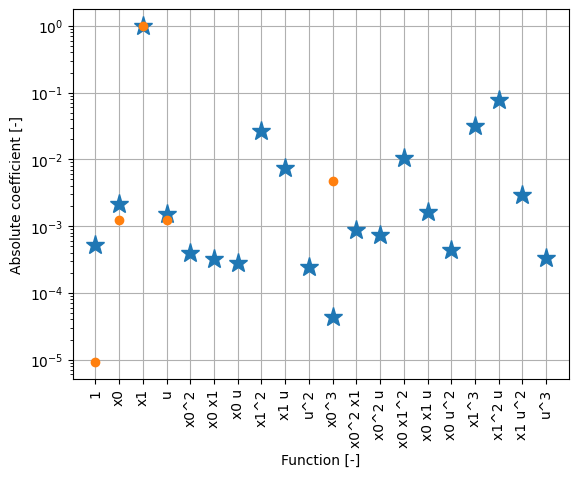 10^0
10^-1
10^-2
10^-3
10^-4
10^-5
Absolute coefficient [-]
1
x0
x1
u
x0^2
x0 x1
x0 u
x1^2
x1 u
u^2
x0^3
x0^2 x1
x0^2 u
x0 x1^2
x0 x1 u
x0 u^2
x1^3
x1^2 u
x1 u^2
u^3
Function [-]